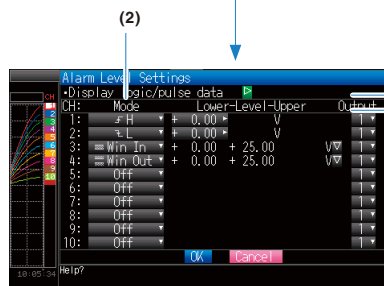 (2)
Alarm Level Settings
•Display logic/pulse data
CH: Mode Lower-Level-Upper Output
1: H + 0.00 V 1
2: L + 0.00 V 1
3: Win In + 0.00 + 25.00 V 1
4: Win Out + 0.00 + 25.00 V 1
5: Off 1
6: Off 1
7: Off 1
8: Off 1
9: Off 1
10: Off 1
OK Cancel
10:05:34 Help?
CH
1
2
3
4
5
6
7
8
9
10